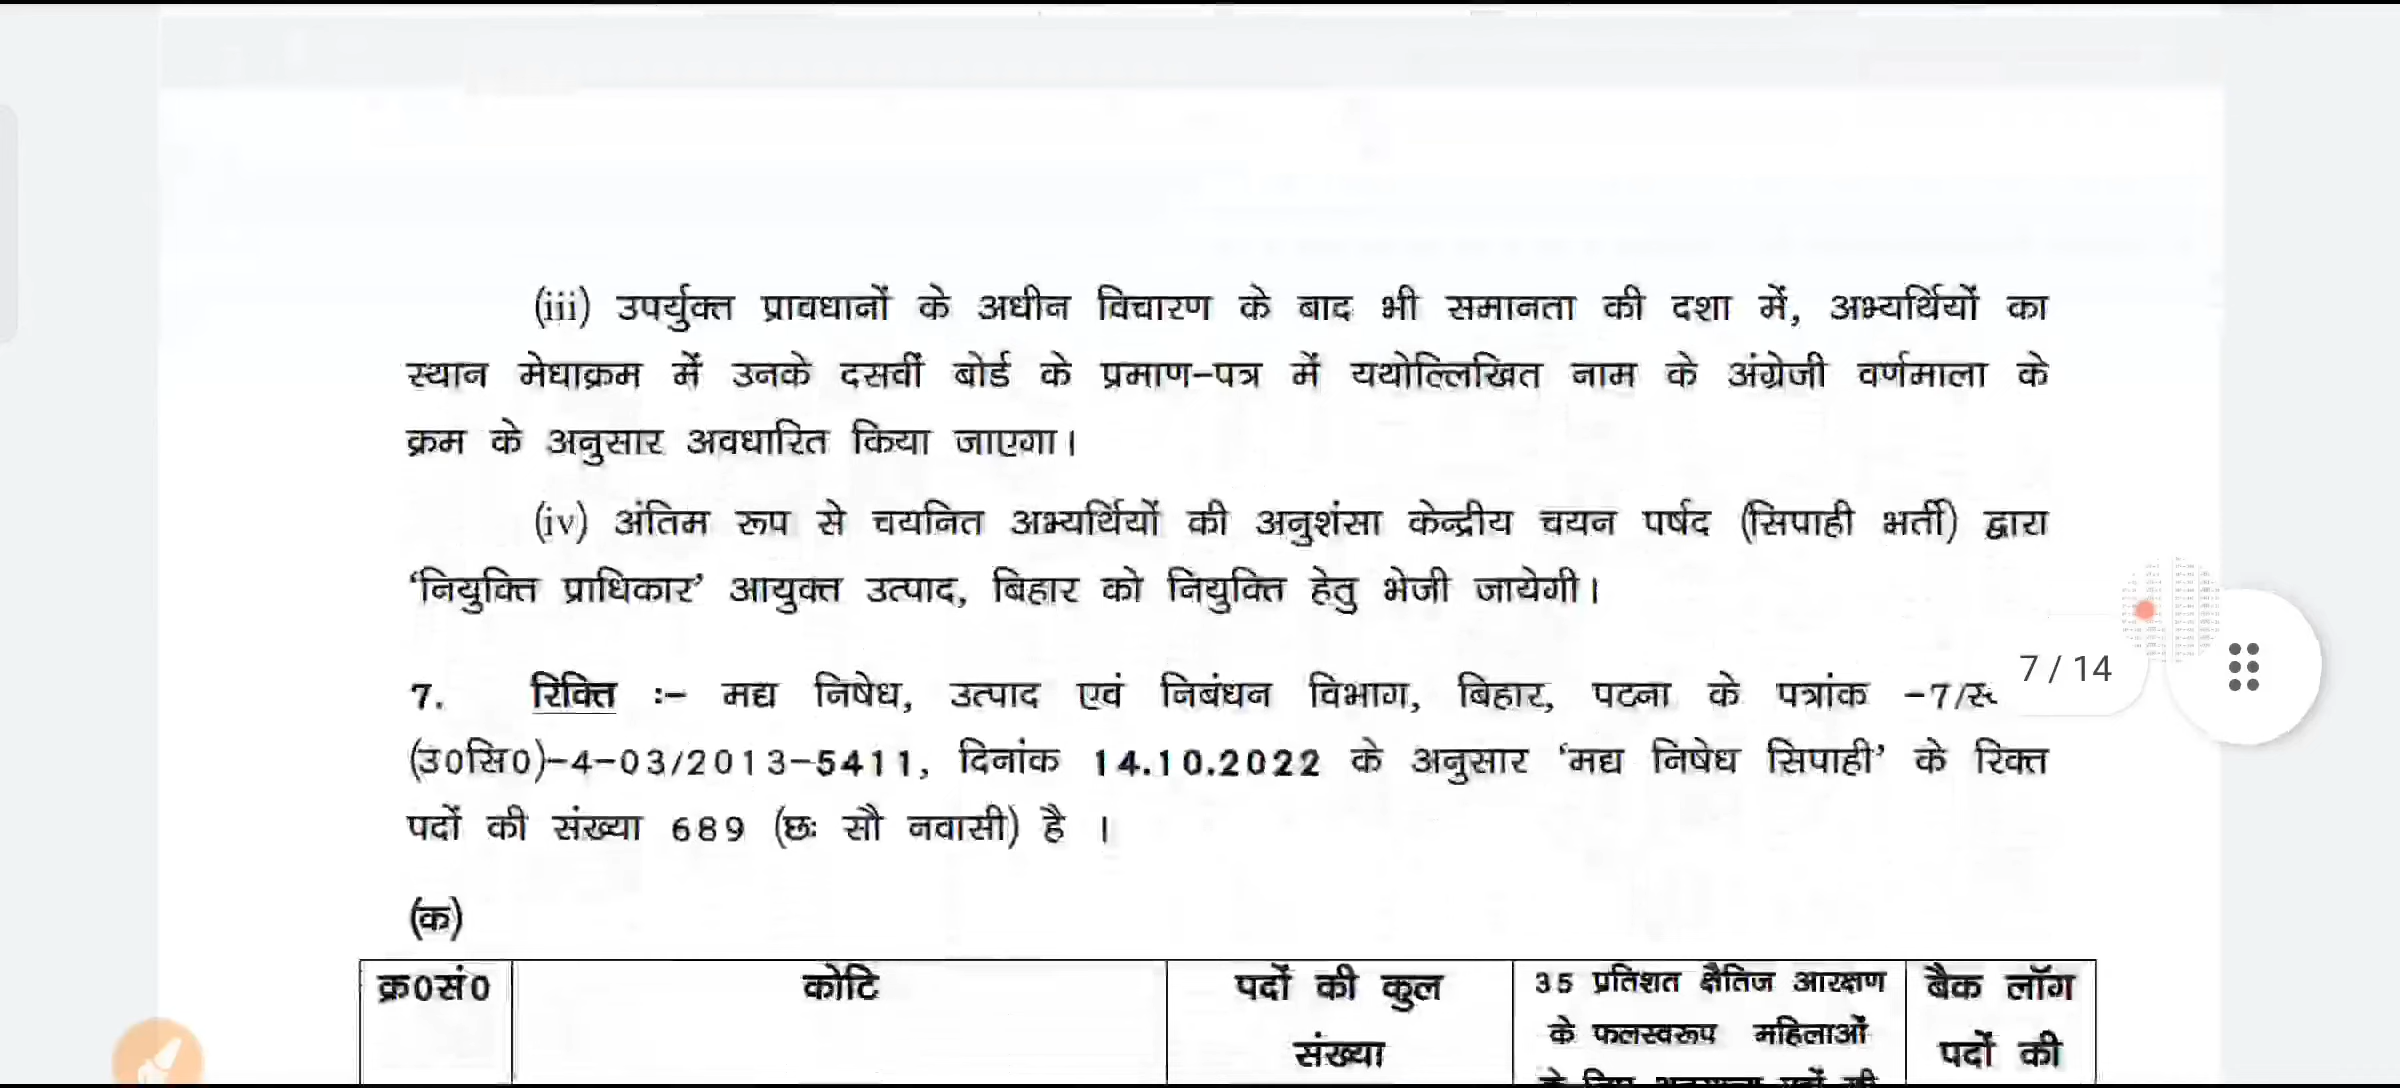 (iii) उपर्युक्त प्रावधानों के अधीन विचारण के बाद भी समानता की दशा में, अभ्यर्थियों का
स्थान मेधाक्रम में उनके दसवीं बोर्ड के प्रमाण-पत्र में यथोल्लिखित नाम के अंग्रेजी वर्णमाला के
क्रम के अनुसार अवधारित किया जाएगा।
(iv) अंतिम रूप से चयनित अभ्यर्थियों की अनुशंसा केन्द्रीय चयन पर्षद (सिपाही भर्ती) द्वारा
‘नियुक्ति प्राधिकार’ आयुक्त उत्पाद, बिहार को नियुक्ति हेतु भेजी जायेगी।
7. रिक्ति :- मद्य निषेध, उत्पाद एवं निबंधन विभाग, बिहार, पटना के पत्रांक -7/
7 / 14
(उ0सि0)-4-03/2013-5411, दिनांक 14.10.2022 के अनुसार ‘मद्य निषेध सिपाही’ के रिक्त
पदों की संख्या 689 (छः सौ नवासी) है ।
(क)
क्र0सं0 कोटि पदों की कुल 35 प्रतिशत क्षैतिज आरक्षण बैक लॉग
के फलस्वरूप महिलाओं
संख्या पदों की